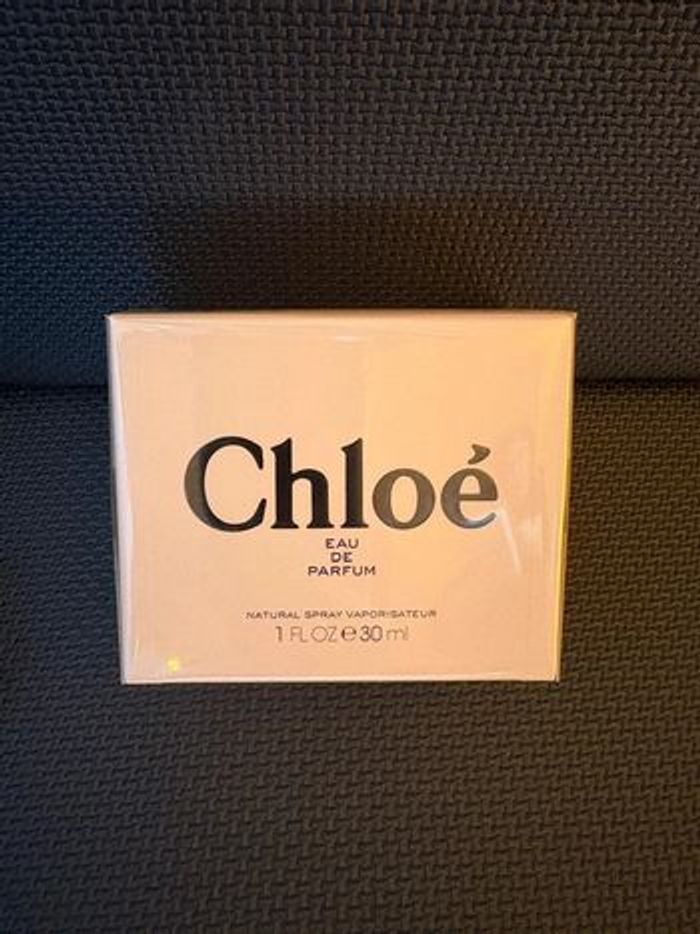 Chloé
EAU
DE
PARFUM
NATURAL SPRAY VAPORISATEUR
1 FL OZ ℮ 30 ml